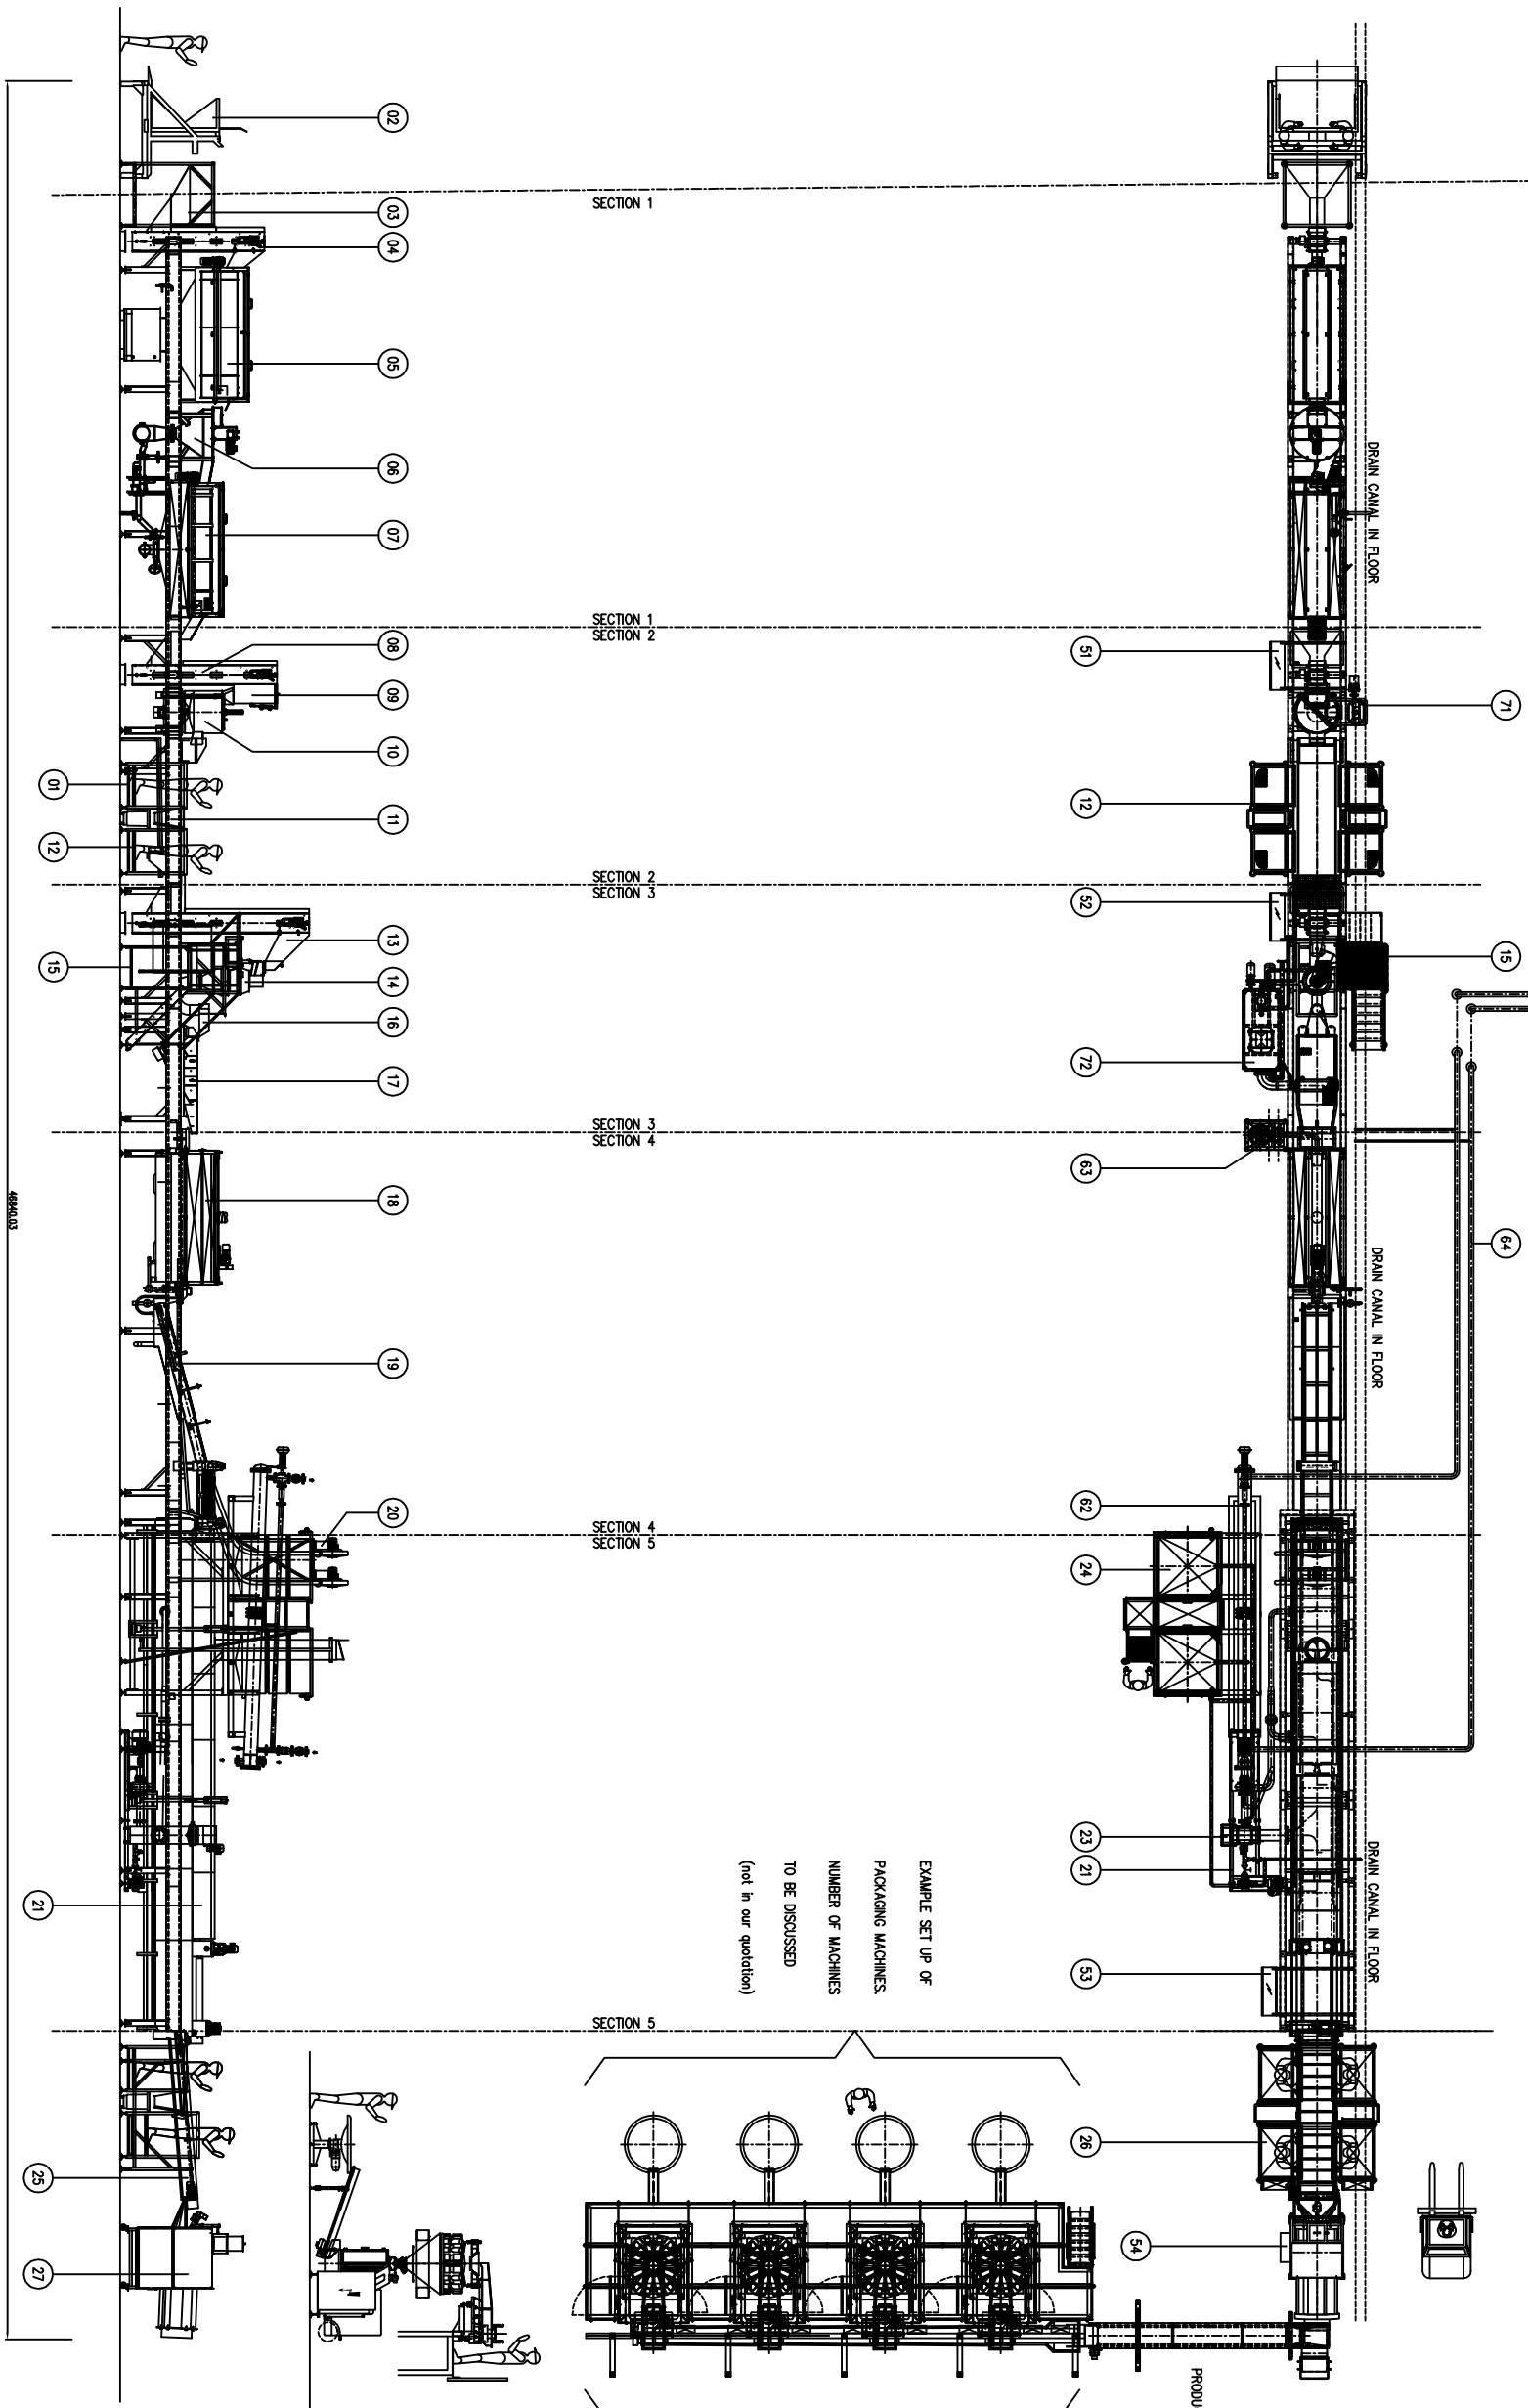 02
03
04
05
06
07
08
09
10
01
11
12
13
15
14
16
17
18
19
20
21
25
27
46840.03
SECTION 1
SECTION 1
SECTION 2
SECTION 2
SECTION 3
SECTION 3
SECTION 4
SECTION 4
SECTION 5
SECTION 5
DRAIN CANAL IN FLOOR
DRAIN CANAL IN FLOOR
DRAIN CANAL IN FLOOR
51
71
12
52
15
72
63
64
62
24
23
21
53
26
54
EXAMPLE SET UP OF
PACKAGING MACHINES.
NUMBER OF MACHINES
TO BE DISCUSSED
(not in our quotation)
PRODU